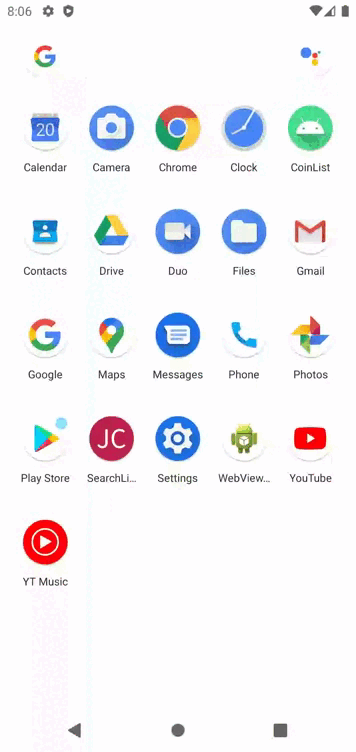 8:06
Calendar Camera Chrome Clock CoinList
Contacts Drive Duo Files Gmail
Google Maps Messages Phone Photos
JC
Play Store SearchLi... Settings WebView... YouTube
YT Music